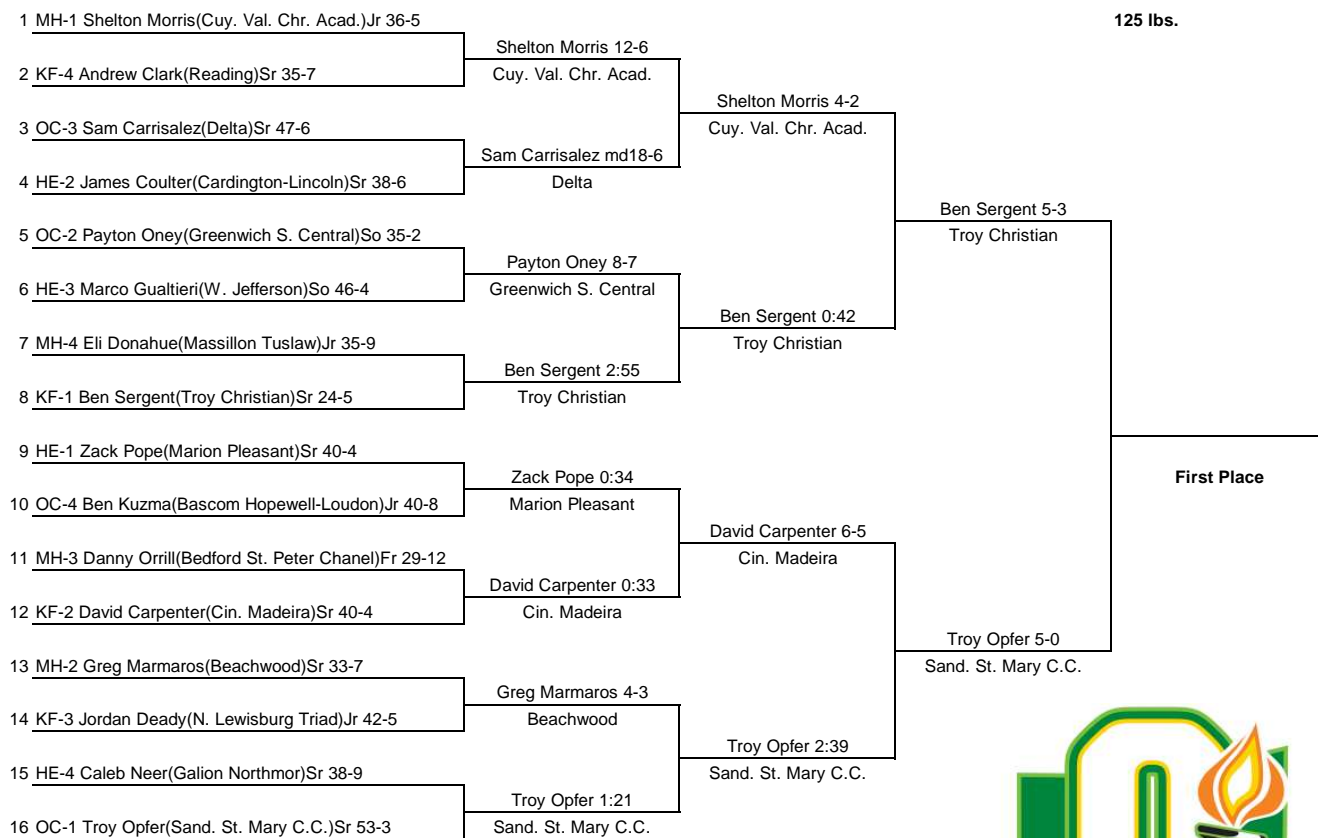 1 MH-1 Shelton Morris(Cuy. Val. Chr. Acad.)Jr 36-5
125 lbs.
Shelton Morris 12-6
2 KF-4 Andrew Clark(Reading)Sr 35-7
Cuy. Val. Chr. Acad.
Shelton Morris 4-2
3 OC-3 Sam Carrisalez(Delta)Sr 47-6
Cuy. Val. Chr. Acad.
Sam Carrisalez md18-6
4 HE-2 James Coulter(Cardington-Lincoln)Sr 38-6
Delta
Ben Sergent 5-3
5 OC-2 Payton Oney(Greenwich S. Central)So 35-2
Troy Christian
Payton Oney 8-7
6 HE-3 Marco Gualtieri(W. Jefferson)So 46-4
Greenwich S. Central
Ben Sergent 0:42
7 MH-4 Eli Donahue(Massillon Tuslaw)Jr 35-9
Troy Christian
Ben Sergent 2:55
8 KF-1 Ben Sergent(Troy Christian)Sr 24-5
Troy Christian
9 HE-1 Zack Pope(Marion Pleasant)Sr 40-4
Zack Pope 0:34
First Place
10 OC-4 Ben Kuzma(Bascom Hopewell-Loudon)Jr 40-8
Marion Pleasant
David Carpenter 6-5
11 MH-3 Danny Orrill(Bedford St. Peter Chanel)Fr 29-12
Cin. Madeira
David Carpenter 0:33
12 KF-2 David Carpenter(Cin. Madeira)Sr 40-4
Cin. Madeira
Troy Opfer 5-0
13 MH-2 Greg Marmaros(Beachwood)Sr 33-7
Sand. St. Mary C.C.
Greg Marmaros 4-3
14 KF-3 Jordan Deady(N. Lewisburg Triad)Jr 42-5
Beachwood
Troy Opfer 2:39
15 HE-4 Caleb Neer(Galion Northmor)Sr 38-9
Sand. St. Mary C.C.
Troy Opfer 1:21
16 OC-1 Troy Opfer(Sand. St. Mary C.C.)Sr 53-3
Sand. St. Mary C.C.